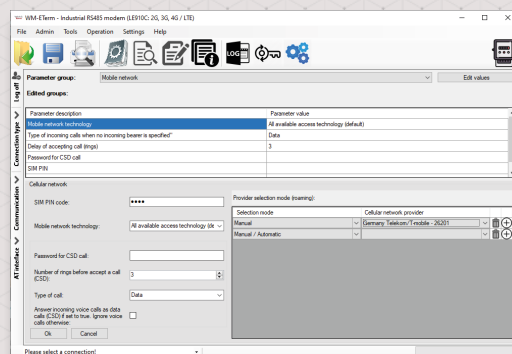 WM-ETerm - Industrial RS485 modem (LE910C: 2G, 3G, 4G / LTE)
File Admin Tools Operation Settings Help
LOG
Parameter group: Mobile network Edit values
Edited groups:
Log off
Connection type
Communication
AT interface
Parameter description Parameter value
Mobile network technology All available access technology (default)
Type of incoming calls when no incoming bearer is specified" Data
Delay of accepting call (rings) 3
Password for CSD call
SIM PIN
Cellular network
SIM PIN code: ••••
Mobile network technology: All available access technology (de
Password for CSD call:
Number of rings before accept a call (CSD): 3
Type of call: Data
Answer incoming voice calls as data
calls (CSD) if set to true. Ignore voice
calls otherwise:
Ok Cancel
Provider selection mode (roaming):
Selection mode Cellular network provider
Manual Germany Telekom/T-mobile - 26201
Manual / Automatic
Please select a connection!